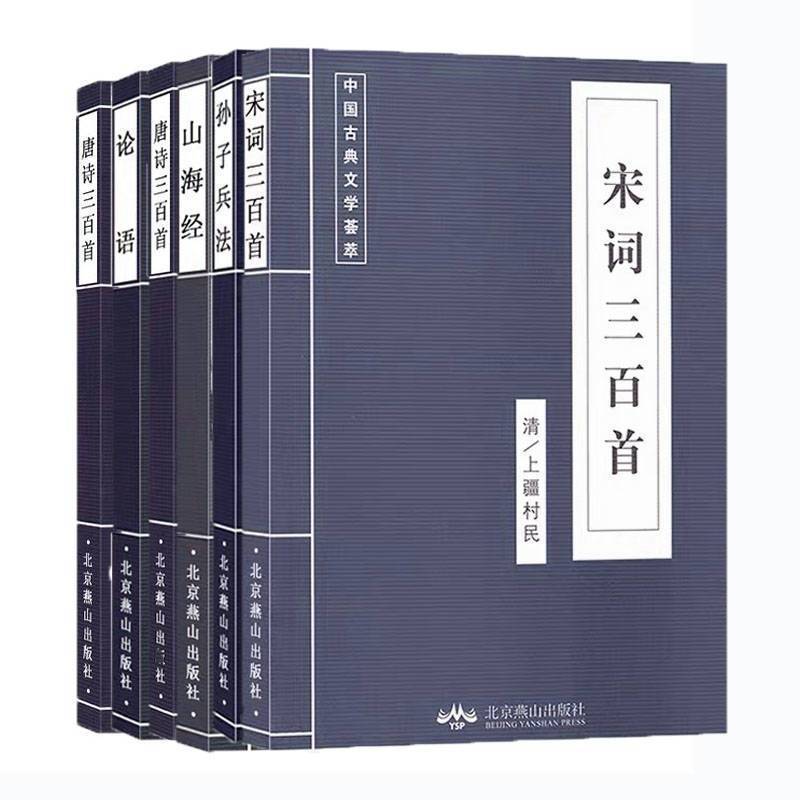 唐诗三百首
北京燕山出版社
论语
北京燕山出版社
唐诗三百首
北京燕山出版社
山海经
北京燕山出版社
孙子兵法
北京燕山出版社
宋词三百首
北京燕山出版社
中国古典文学荟萃
宋词三百首
清/上疆村民
YSP
北京燕山出版社
BEIJING YANSHAN PRESS